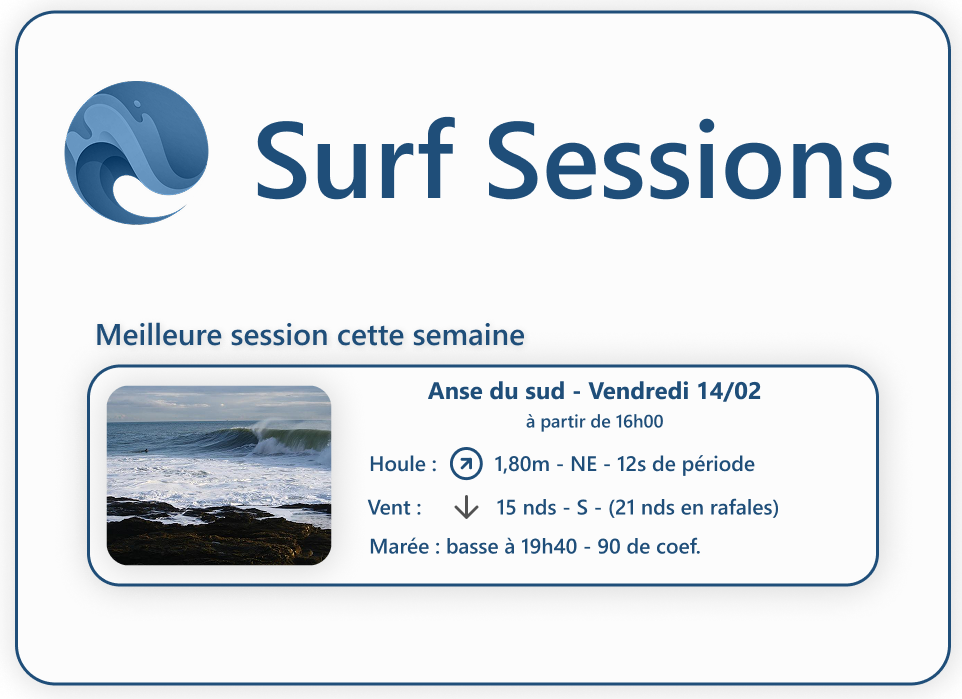 Surf Sessions
Meilleure session cette semaine
Anse du sud - Vendredi 14/02
à partir de 16h00
Houle : 1,80m - NE - 12s de période
Vent : 15 nds - S - (21 nds en rafales)
Marée : basse à 19h40 - 90 de coef.